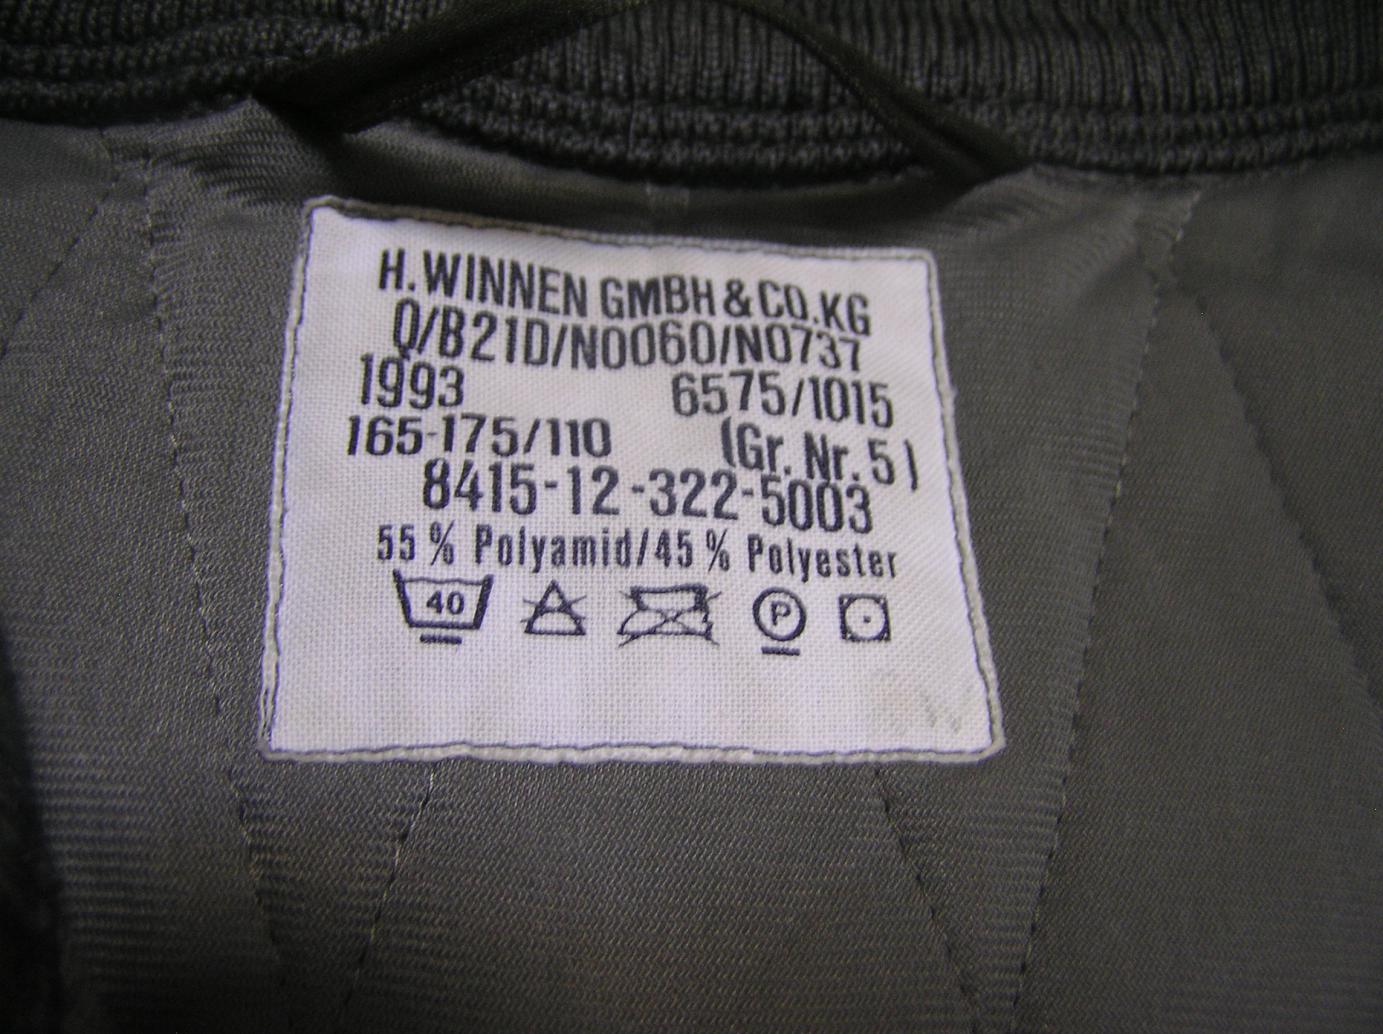 H. WINNEN GMBH & CO. KG
Q/B21D/N0060/N0737
1993 6575/1015
165-175/110 (Gr. Nr. 5)
8415-12-322-5003
55 % Polyamid/45 % Polyester
40 P